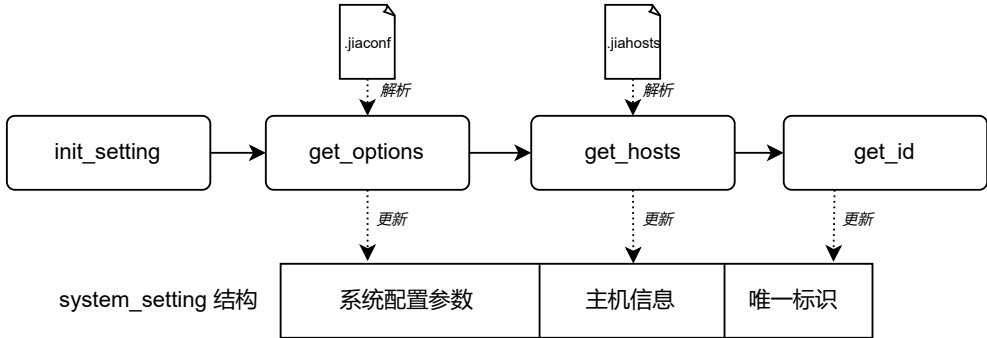 .jiaconf
.jiahosts
解析
解析
init_setting
get_options
get_hosts
get_id
更新
更新
更新
system_setting 结构
系统配置参数
主机信息
唯一标识